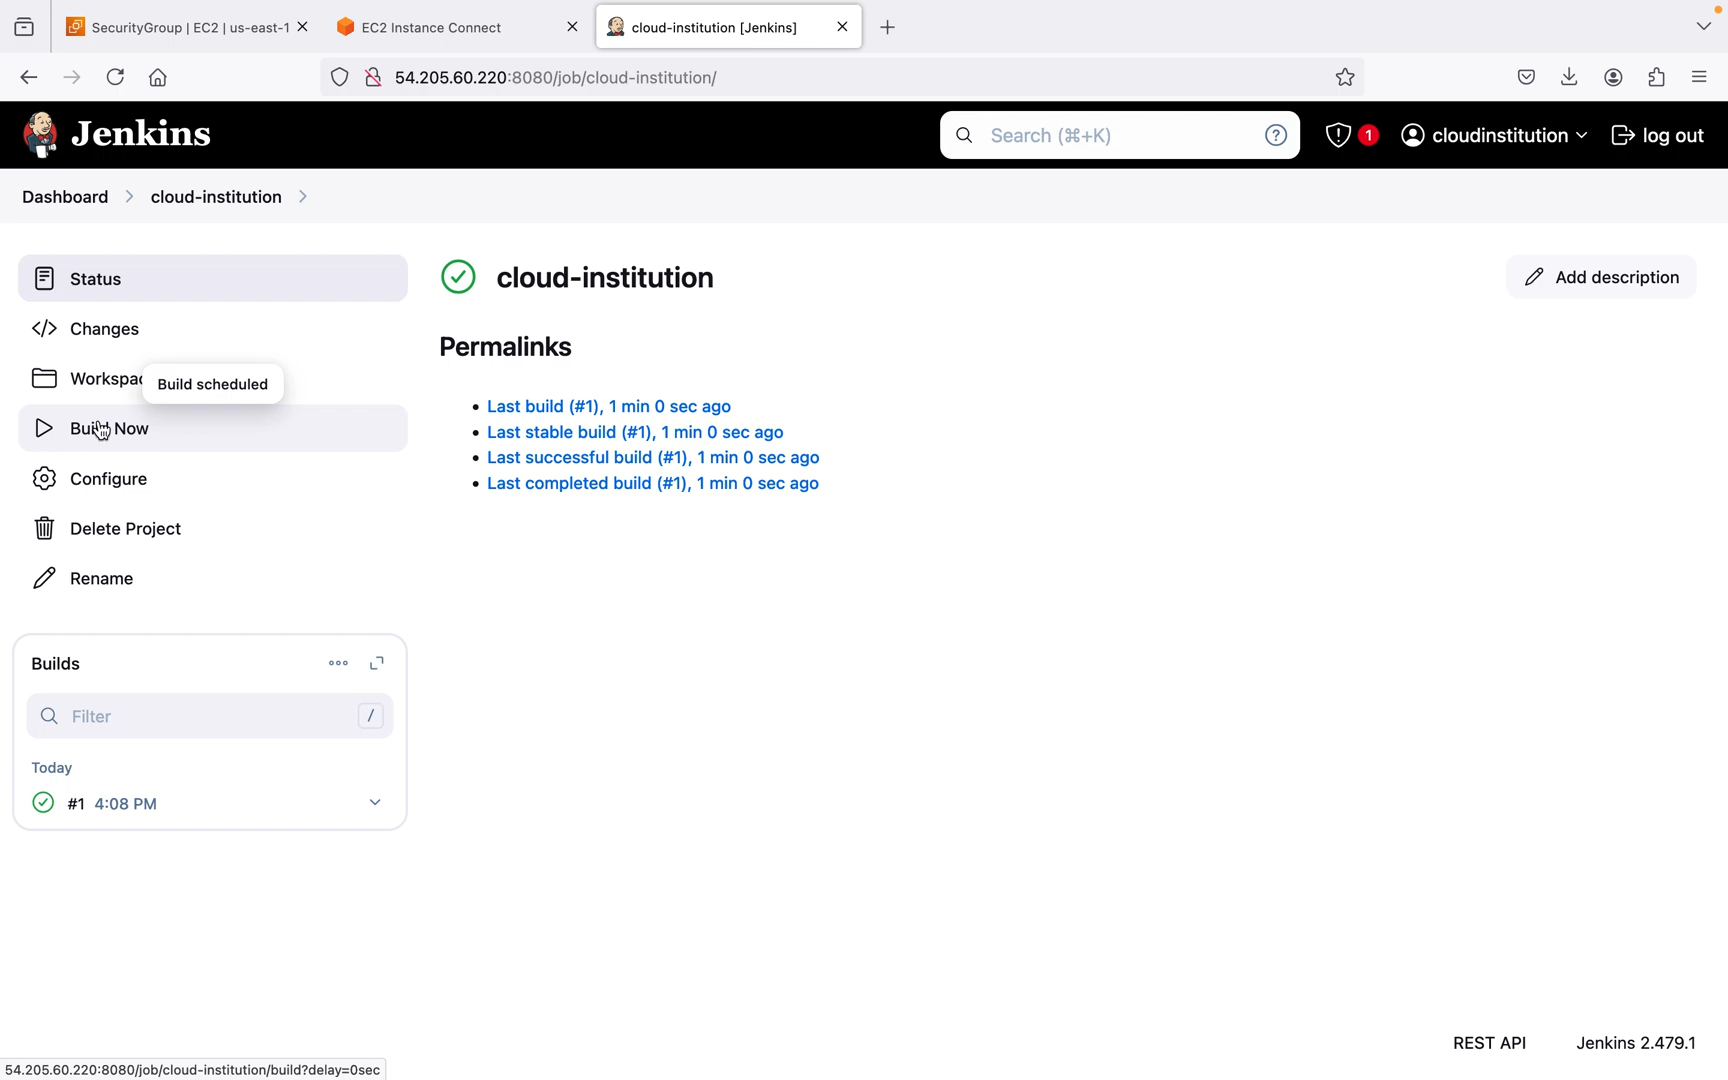 SecurityGroup | EC2 | us-east-1
EC2 Instance Connect
cloud-institution [Jenkins]
54.205.60.220:8080/job/cloud-institution/
Jenkins
Search (⌘+K)
?
1
cloudinstitution
log out
Dashboard
cloud-institution
Status
cloud-institution
Add description
Changes
Permalinks
Build scheduled
Last build (#1), 1 min 0 sec ago
Now
Last stable build (#1), 1 min 0 sec ago
Last successful build (#1), 1 min 0 sec ago
Configure
Last completed build (#1), 1 min 0 sec ago
Delete Project
Rename
Builds
Filter
/
Today
#1 4:08 PM
REST API
Jenkins 2.479.1
54.205.60.220:8080/job/cloud-institution/build?delay=0sec